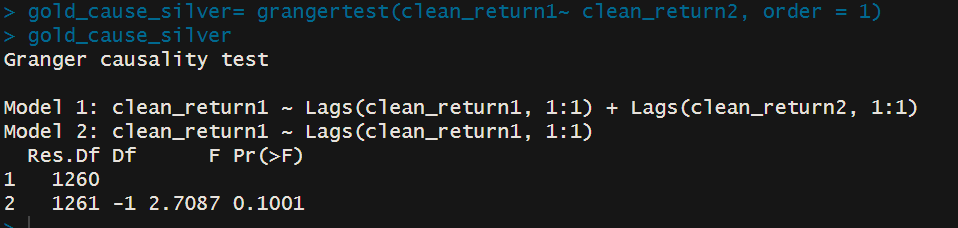 > gold_cause_silver= grangertest(clean_return1~ clean_return2, order = 1)
> gold_cause_silver
Granger causality test

Model 1: clean_return1 ~ Lags(clean_return1, 1:1) + Lags(clean_return2, 1:1)
Model 2: clean_return1 ~ Lags(clean_return1, 1:1)
  Res.Df Df      F Pr(>F)
1   1260
2   1261 -1 2.7087 0.1001
>